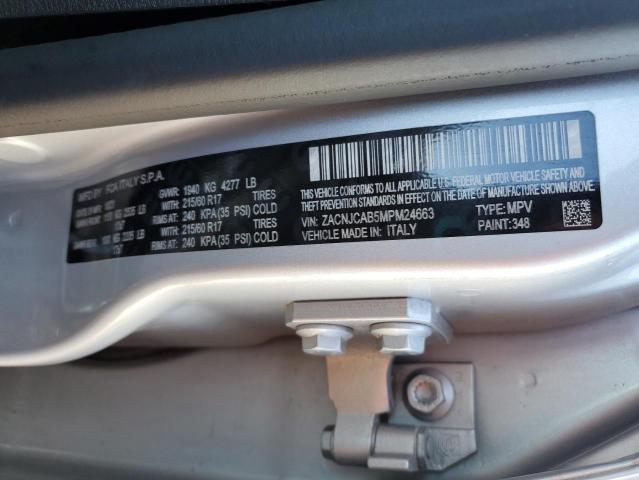 MFD BY FCA ITALY S.P.A.
GVWR: 1940 KG 4277 LB
WITH 215/60 R17 TIRES
RIMS AT: 240 KPA (35 PSI) COLD
WITH 215/60 R17 TIRES
RIMS AT: 240 KPA (35 PSI) COLD
THIS VEHICLE CONFORMS TO ALL APPLICABLE U.S. FEDERAL MOTOR VEHICLE
SAFETY, BUMPER, AND THEFT PREVENTION STANDARDS IN EFFECT ON THE
DATE OF MANUFACTURE SHOWN ABOVE.
VIN: ZACNJCAB5MPM24663 TYPE: MPV
VEHICLE MADE IN: ITALY PAINT: 348